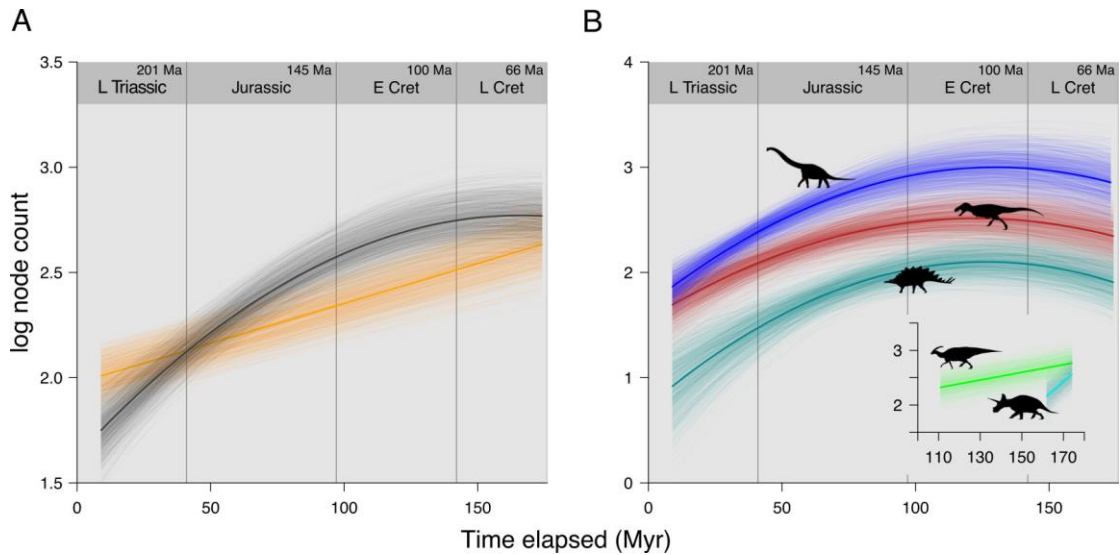 A
B
3.5
3.0
2.5
2.0
1.5
log node count
201 Ma
145 Ma
100 Ma
66 Ma
L Triassic
Jurassic
E Cret
L Cret
0
50
100
150
4
3
2
1
0
201 Ma
145 Ma
100 Ma
66 Ma
L Triassic
Jurassic
E Cret
L Cret
3
2
110
130
150
170
0
50
100
150
Time elapsed (Myr)